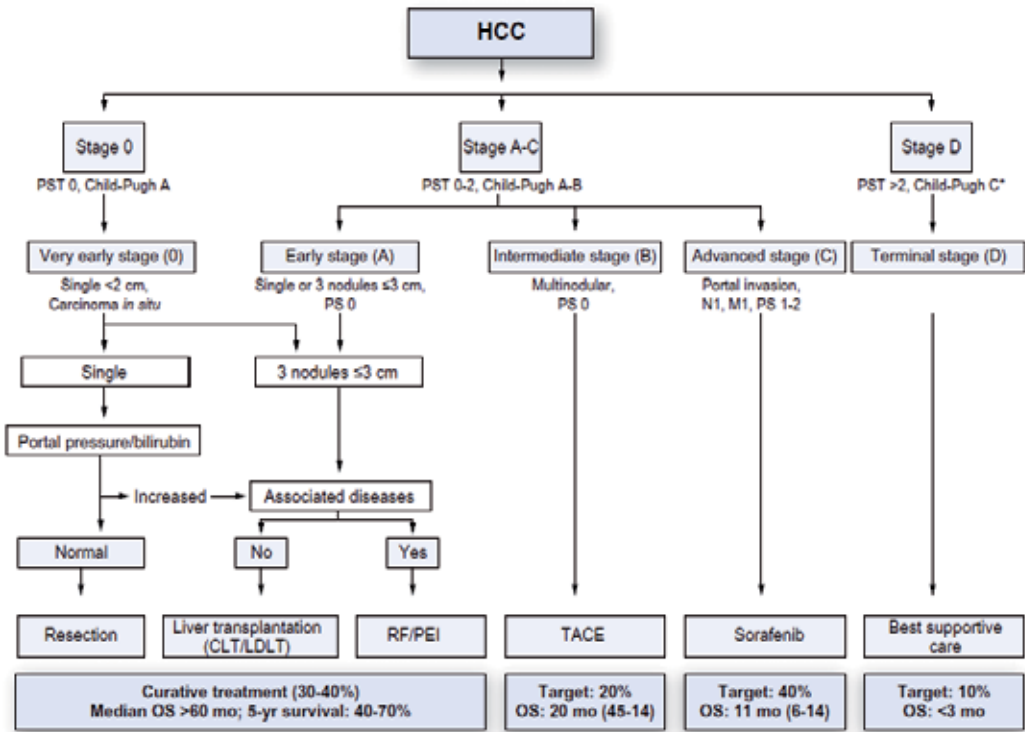 HCC
Stage 0
Stage A-C
Stage D
PST 0, Child-Pugh A
PST 0-2, Child-Pugh A-B
PST >2, Child-Pugh C*
Very early stage (0)
Early stage (A)
Intermediate stage (B)
Advanced stage (C)
Terminal stage (D)
Single <2 cm,
Carcinoma in situ
Single or 3 nodules ≤3 cm,
PS 0
Multinodular,
PS 0
Portal invasion,
N1, M1, PS 1-2
Single
3 nodules ≤3 cm
Portal pressure/bilirubin
Increased
Associated diseases
Normal
No
Yes
Resection
Liver transplantation
(CLT/LDLT)
RF/PEI
TACE
Sorafenib
Best supportive
care
Curative treatment (30-40%)
Median OS >60 mo; 5-yr survival: 40-70%
Target: 20%
OS: 20 mo (45-14)
Target: 40%
OS: 11 mo (6-14)
Target: 10%
OS: <3 mo